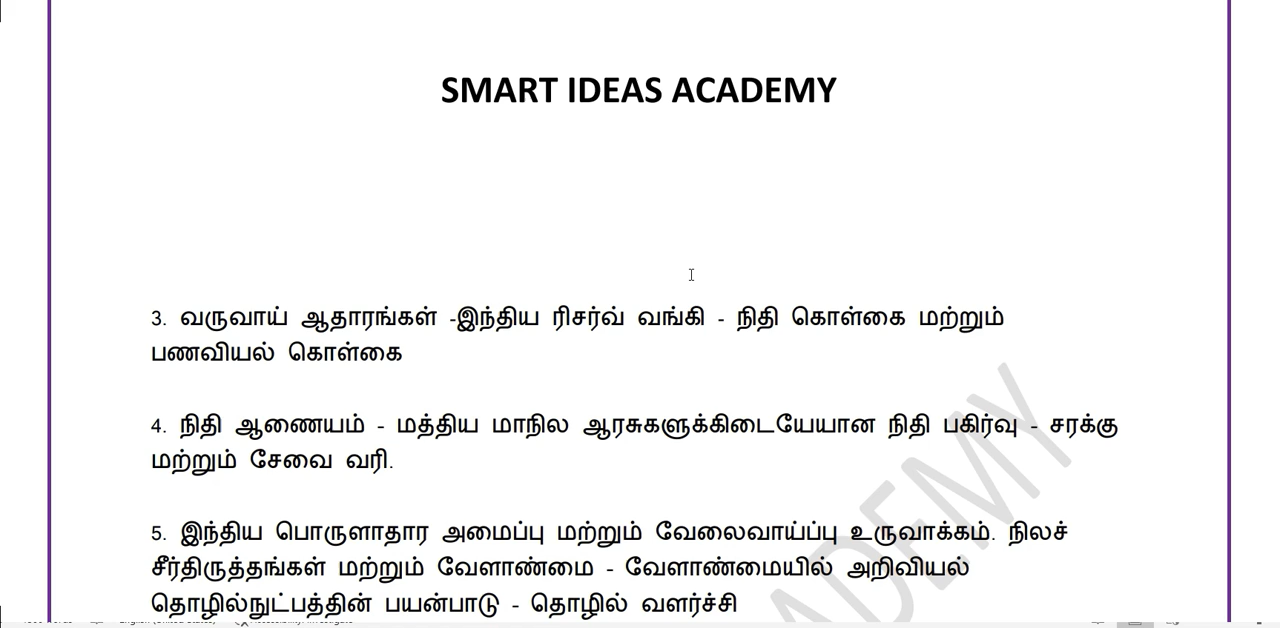 SMART IDEAS ACADEMY
3. வருவாய் ஆதாரங்கள் -இந்திய ரிசர்வ் வங்கி - நிதி கொள்கை மற்றும்
பணவியல் கொள்கை
4. நிதி ஆணையம் - மத்திய மாநில ஆரசுகளுக்கிடையேயான நிதி பகிர்வு - சரக்கு
மற்றும் சேவை வரி.
5. இந்திய பொருளாதார அமைப்பு மற்றும் வேலைவாய்ப்பு உருவாக்கம். நிலச்
சீர்திருத்தங்கள் மற்றும் வேளாண்மை - வேளாண்மையில் அறிவியல்
தொழில்நுட்பத்தின் பயன்பாடு - தொழில் வளர்ச்சி
ADEMY